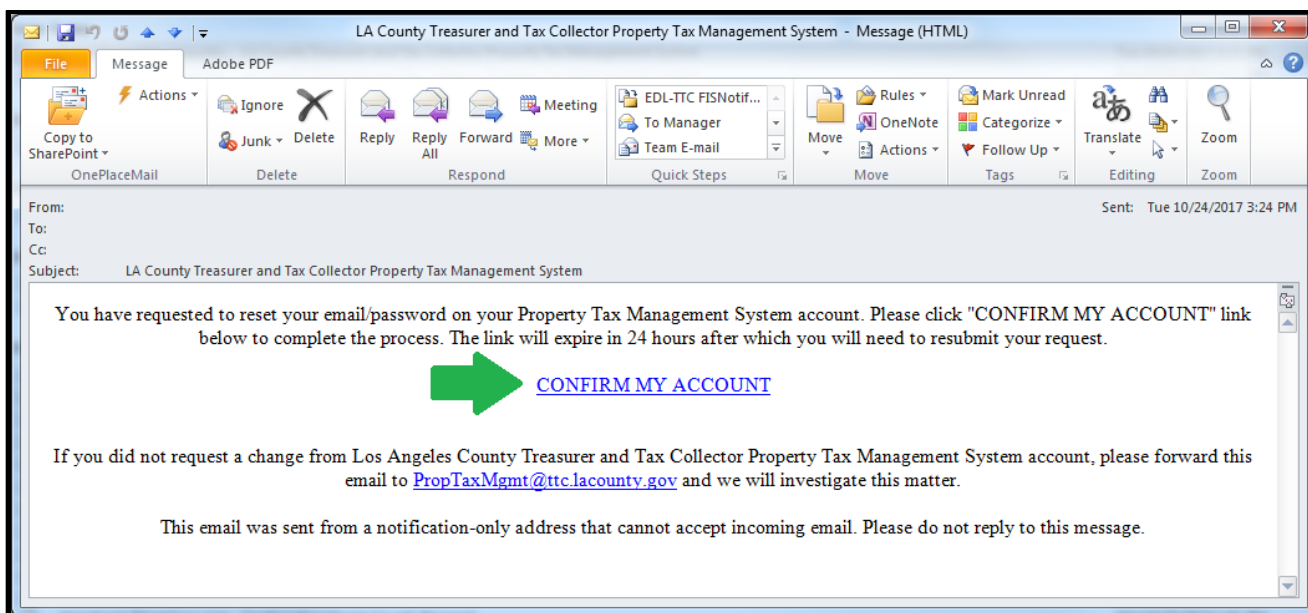 LA County Treasurer and Tax Collector Property Tax Management System - Message (HTML)
File Message Adobe PDF
Copy to SharePoint
Actions
OnePlaceMail
Ignore
Junk
Delete
Delete
Reply
Reply All
Forward
Meeting
More
Respond
EDL-TTC FISNotif...
To Manager
Team E-mail
Quick Steps
Move
Rules
OneNote
Actions
Move
Mark Unread
Categorize
Follow Up
Tags
Translate
Editing
Zoom
Zoom
From:
Sent: Tue 10/24/2017 3:24 PM
To:
Cc:
Subject: LA County Treasurer and Tax Collector Property Tax Management System
You have requested to reset your email/password on your Property Tax Management System account. Please click "CONFIRM MY ACCOUNT" link
below to complete the process. The link will expire in 24 hours after which you will need to resubmit your request.
CONFIRM MY ACCOUNT
If you did not request a change from Los Angeles County Treasurer and Tax Collector Property Tax Management System account, please forward this
email to PropTaxMgmt@ttc.lacounty.gov and we will investigate this matter.
This email was sent from a notification-only address that cannot accept incoming email. Please do not reply to this message.